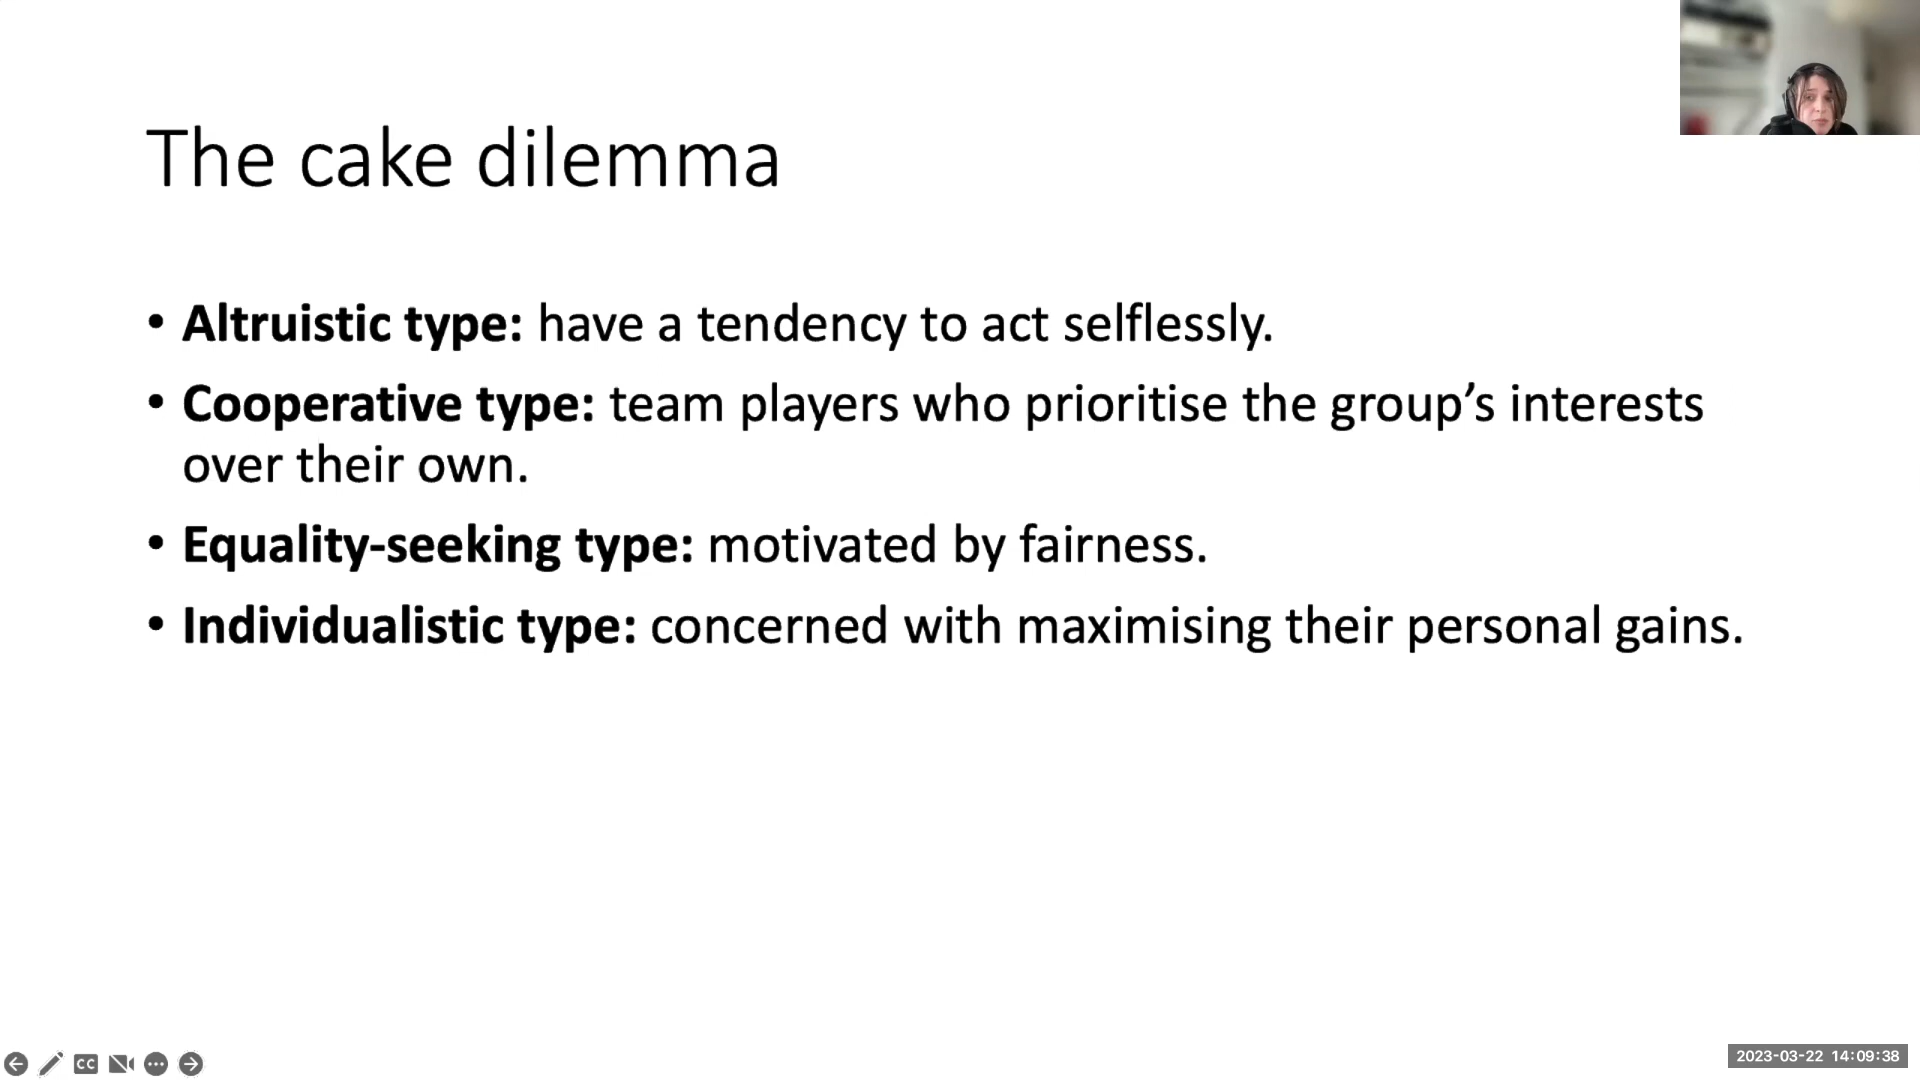 The cake dilemma
• Altruistic type: have a tendency to act selflessly.
• Cooperative type: team players who prioritise the group’s interests
over their own.
• Equality-seeking type: motivated by fairness.
• Individualistic type: concerned with maximising their personal gains.
CC
2023-03-22 14:09:38